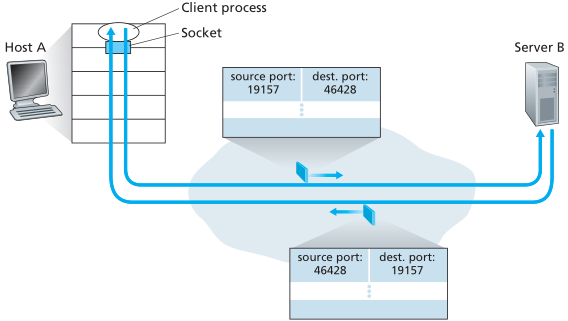 Client process
Socket
Host A
Server B
source port: dest. port:
19157 46428
source port: dest. port:
46428 19157